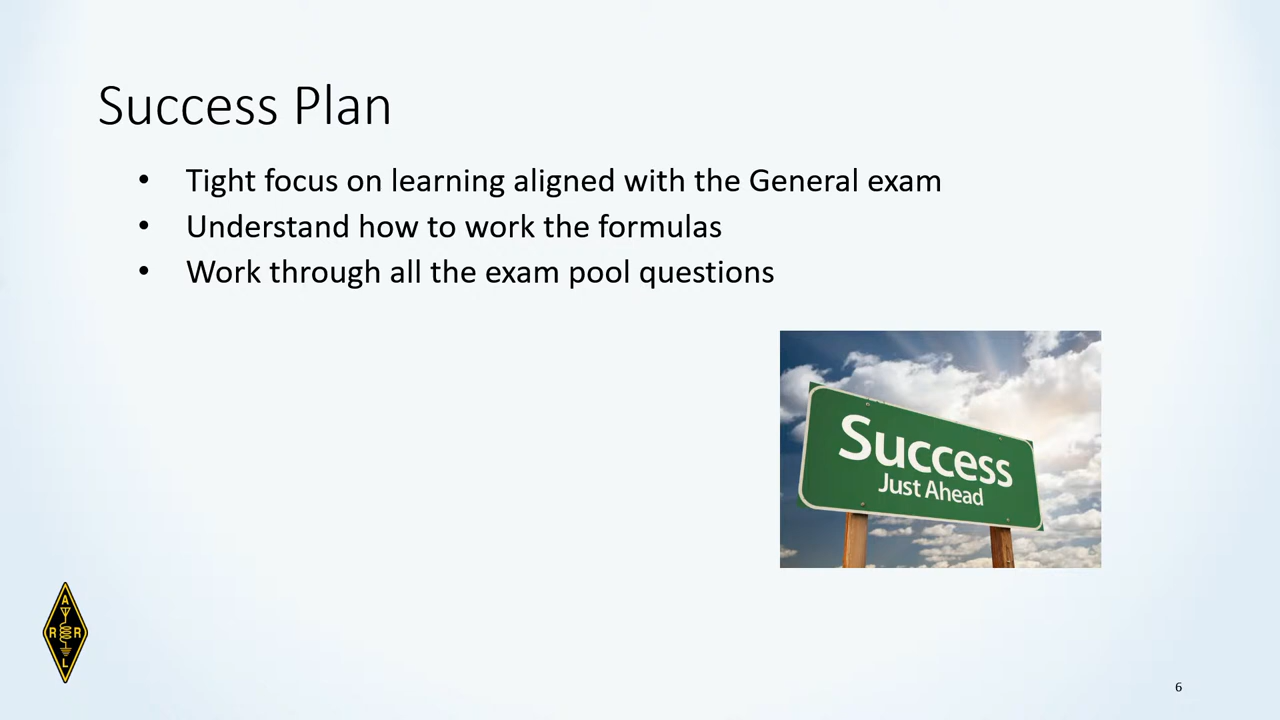 Success Plan
• Tight focus on learning aligned with the General exam
• Understand how to work the formulas
• Work through all the exam pool questions
Success
Just Ahead
A
R R
L
6